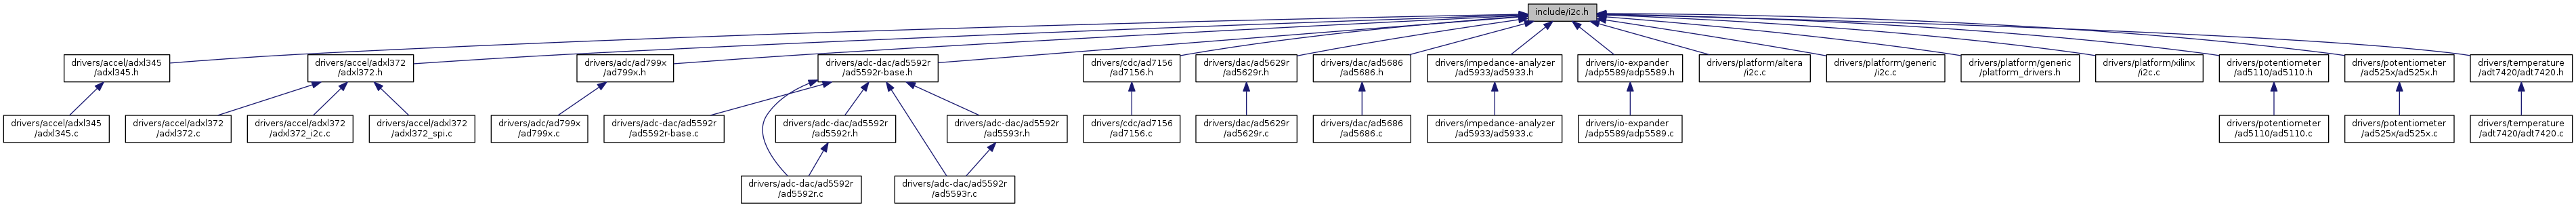 include/i2c.h
drivers/accel/adxl345
/adxl345.h
drivers/accel/adxl372
/adxl372.h
drivers/adc/ad799x
/ad799x.h
drivers/adc-dac/ad5592r
/ad5592r-base.h
drivers/cdc/ad7156
/ad7156.h
drivers/dac/ad5629r
/ad5629r.h
drivers/dac/ad5686
/ad5686.h
drivers/impedance-analyzer
/ad5933/ad5933.h
drivers/io-expander
/adp5589/adp5589.h
drivers/platform/altera
/i2c.c
drivers/platform/generic
/i2c.c
drivers/platform/generic
/platform_drivers.h
drivers/platform/xilinx
/i2c.c
drivers/potentiometer
/ad5110/ad5110.h
drivers/potentiometer
/ad525x/ad525x.h
drivers/temperature
/adt7420/adt7420.h
drivers/accel/adxl345
/adxl345.c
drivers/accel/adxl372
/adxl372.c
drivers/accel/adxl372
/adxl372_i2c.c
drivers/accel/adxl372
/adxl372_spi.c
drivers/adc/ad799x
/ad799x.c
drivers/adc-dac/ad5592r
/ad5592r-base.c
drivers/adc-dac/ad5592r
/ad5592r.h
drivers/adc-dac/ad5592r
/ad5593r.h
drivers/cdc/ad7156
/ad7156.c
drivers/dac/ad5629r
/ad5629r.c
drivers/dac/ad5686
/ad5686.c
drivers/impedance-analyzer
/ad5933/ad5933.c
drivers/io-expander
/adp5589/adp5589.c
drivers/potentiometer
/ad5110/ad5110.c
drivers/potentiometer
/ad525x/ad525x.c
drivers/temperature
/adt7420/adt7420.c
drivers/adc-dac/ad5592r
/ad5592r.c
drivers/adc-dac/ad5592r
/ad5593r.c